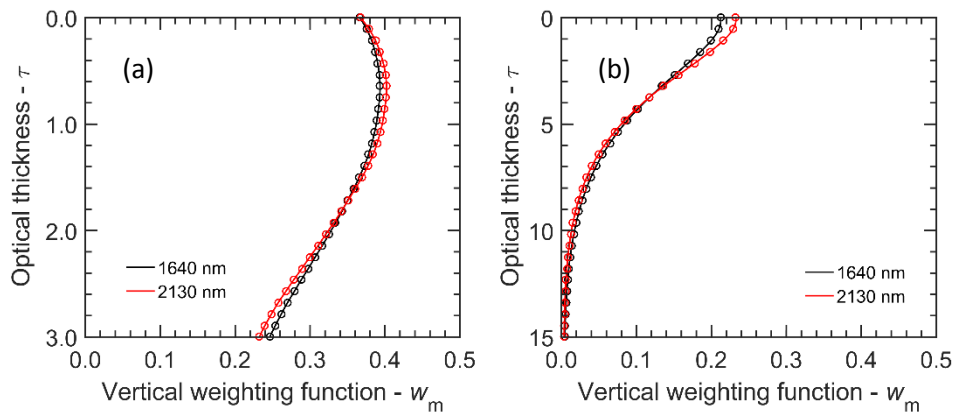 (a)
Optical thickness - τ
0.0
1.0
2.0
3.0
1640 nm
2130 nm
0.0 0.1 0.2 0.3 0.4 0.5
Vertical weighting function - wm
(b)
Optical thickness - τ
0
5
10
15
1640 nm
2130 nm
0.0 0.1 0.2 0.3 0.4 0.5
Vertical weighting function - wm